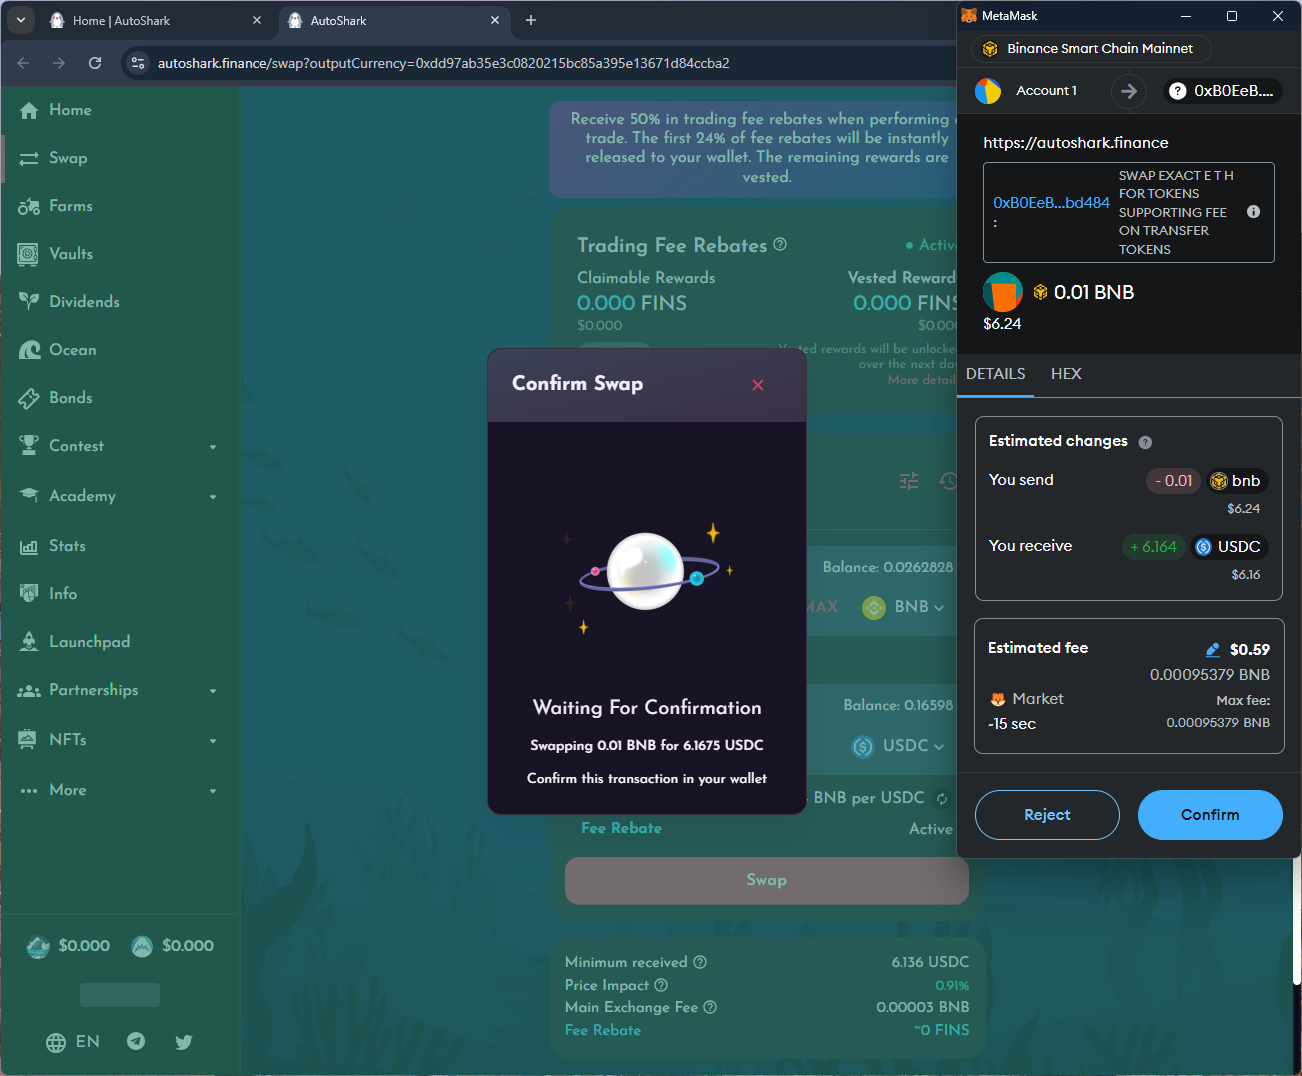 Home | AutoShark
AutoShark
autoshark.finance/swap?outputCurrency=0xdd97ab35e3c0820215bc85a395e13671d84ccba2
Home
Swap
Farms
Vaults
Dividends
Ocean
Bonds
Contest
Academy
Stats
Info
Launchpad
Partnerships
NFTs
More
$0.000
$0.000
EN
Receive 50% in trading fee rebates when performing
trade. The first 24% of fee rebates will be instantly
released to your wallet. The remaining rewards are
vested.
Trading Fee Rebates
Active
Claimable Rewards
Vested Reward
0.000 FINS
0.000 FINS
$0.000
$0.000
Vested rewards will be unlocked
over the next day
More detail
Balance: 0.0262828
MAX
BNB
Balance: 0.16598
USDC
BNB per USDC
Fee Rebate
Active
Swap
Minimum received
6.136 USDC
Price Impact
0.91%
Main Exchange Fee
0.00003 BNB
Fee Rebate
~0 FINS
Confirm Swap
Waiting For Confirmation
Swapping 0.01 BNB for 6.1675 USDC
Confirm this transaction in your wallet
MetaMask
Binance Smart Chain Mainnet
Account 1
0xB0EeB....
https://autoshark.finance
0xB0EeB...bd484
:
SWAP EXACT E T H
FOR TOKENS
SUPPORTING FEE
ON TRANSFER
TOKENS
0.01 BNB
$6.24
DETAILS
HEX
Estimated changes
You send
- 0.01
bnb
$6.24
You receive
+ 6.164
USDC
$6.16
Estimated fee
$0.59
0.00095379 BNB
Market
Max fee:
~15 sec
0.00095379 BNB
Reject
Confirm